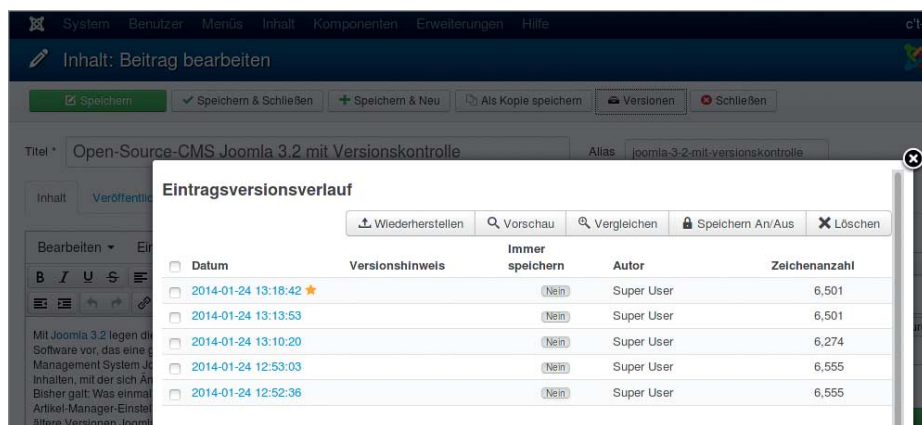 System Benutzer Menüs Inhalt Komponenten Erweiterungen Hilfe c't
Inhalt: Beitrag bearbeiten
Speichern Speichern & Schließen Speichern & Neu Als Kopie speichern Versionen Schließen
Titel * Open-Source-CMS Joomla 3.2 mit Versionskontrolle Alias joomla-3-2-mit-versionskontrolle
Inhalt Veröffentlic
Bearbeiten Ein
B I U S
Mit Joomla 3.2 legen die
Software vor, das eine g
Management System Jo
Inhalten, mit der sich Än
Bisher galt: Was einmal
Artikel-Manager-Einstel
ältere Versionen Joomla
Eintragsversionsverlauf
Wiederherstellen Vorschau Vergleichen Speichern An/Aus Löschen
Datum Versionshinweis Immer speichern Autor Zeichenanzahl
2014-01-24 13:18:42 Nein Super User 6,501
2014-01-24 13:13:53 Nein Super User 6,501
2014-01-24 13:10:20 Nein Super User 6,274
2014-01-24 12:53:03 Nein Super User 6,555
2014-01-24 12:52:36 Nein Super User 6,555